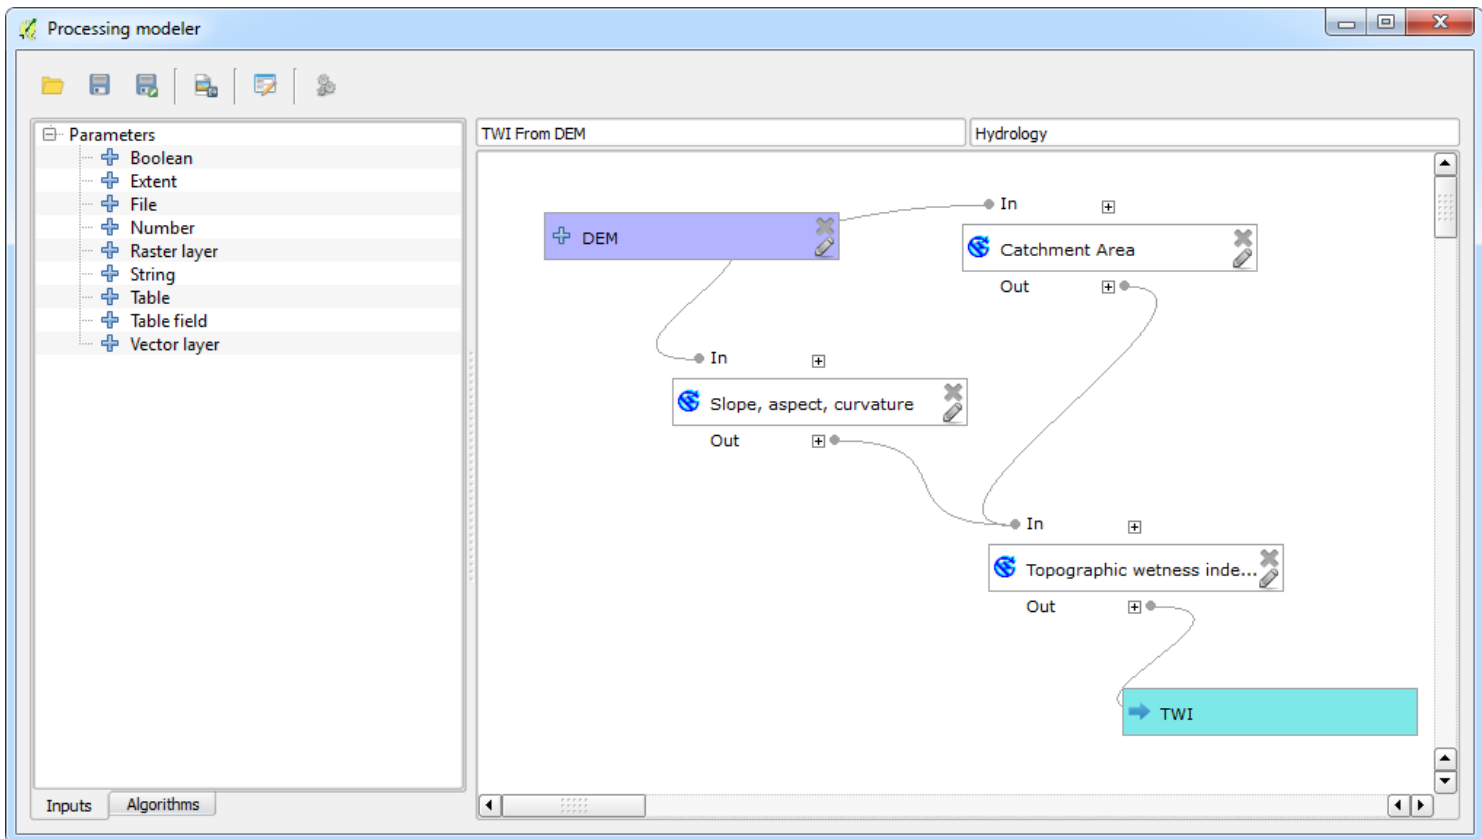 Processing modeler
Parameters
Boolean
Extent
File
Number
Raster layer
String
Table
Table field
Vector layer
Inputs
Algorithms
TWI From DEM
Hydrology
DEM
In
Catchment Area
Out
In
Slope, aspect, curvature
Out
In
Topographic wetness inde...
Out
TWI